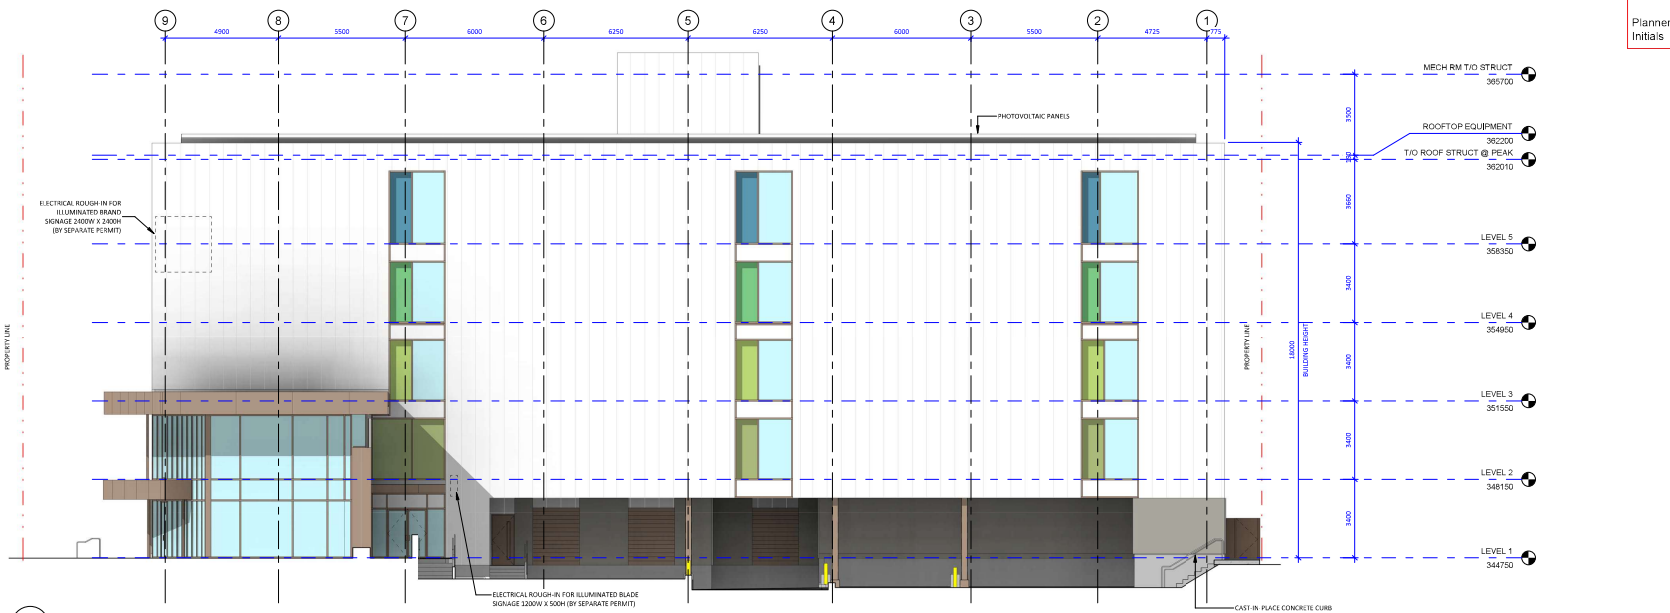 9 8 7 6 5 4 3 2 1
4900 5500 6000 6250 6250 6000 5500 4725 775
Planner
Initials
MECH RM T/O STRUCT
365700
3500
PHOTOVOLTAIC PANELS
ROOFTOP EQUIPMENT
362200
T/O ROOF STRUCT @ PEAK
362010
3660
ELECTRICAL ROUGH-IN FOR
ILLUMINATED BRAND
SIGNAGE 2400W X 2400H
(BY SEPARATE PERMIT)
LEVEL 5
358350
3400
LEVEL 4
354950
PROPERTY LINE
PROPERTY LINE
18000
BUILDING HEIGHT
3400
LEVEL 3
351550
3400
LEVEL 2
348150
3400
LEVEL 1
344750
ELECTRICAL ROUGH-IN FOR ILLUMINATED BLADE
SIGNAGE 1200W X 500H (BY SEPARATE PERMIT)
CAST-IN-PLACE CONCRETE CURB